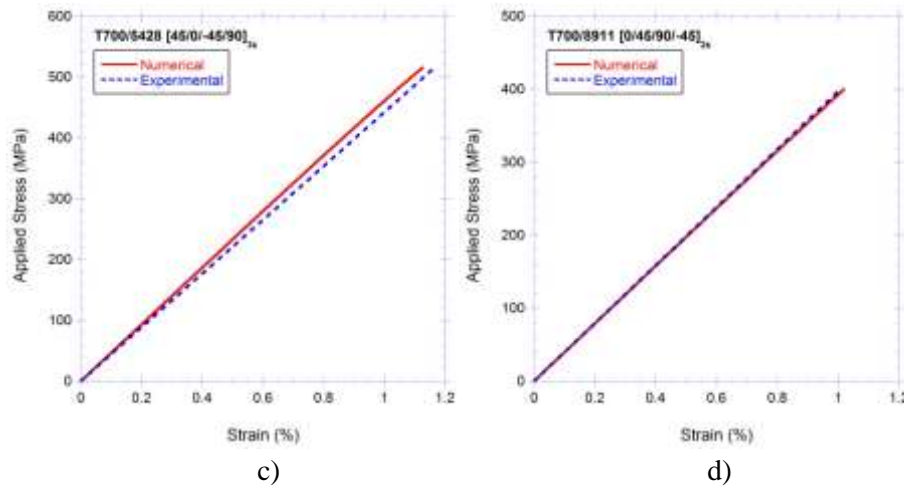 T700/5428 [45/0/-45/90]2s
Numerical
Experimental
Applied Stress (MPa)
600
500
400
300
200
100
0
0 0.2 0.4 0.6 0.8 1 1.2
Strain (%)
c)
T700/8911 [0/45/90/-45]2s
Numerical
Experimental
Applied Stress (MPa)
500
400
300
200
100
0
0 0.2 0.4 0.6 0.8 1 1.2
Strain (%)
d)